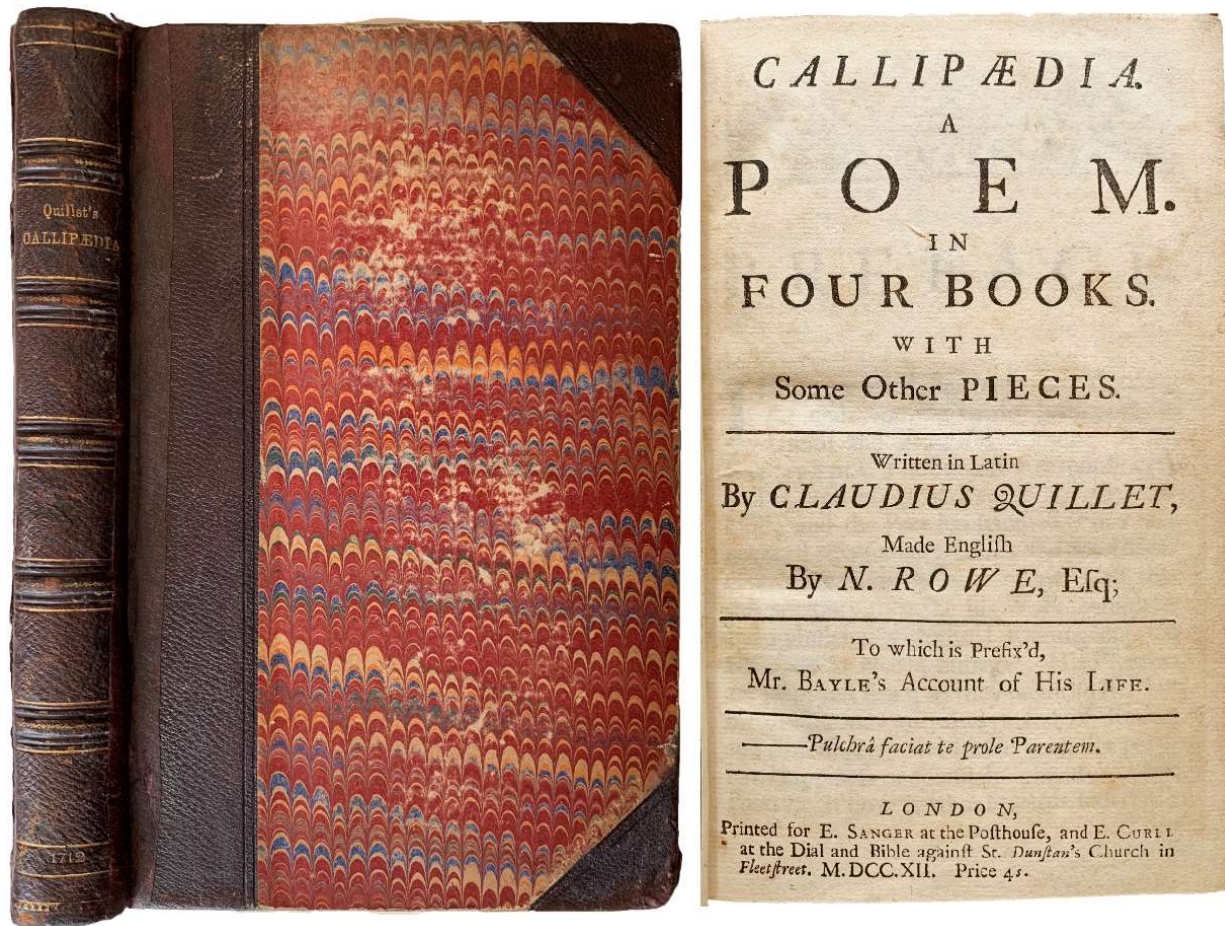 Quillet's
CALLIPÆDIA
1712
CALLIPÆDIA.
A
POEM.
IN
FOUR BOOKS.
WITH
Some Other PIECES.
Written in Latin
By CLAUDIUS QUILLET,
Made Engliſh
By N. ROWE, Eſq;
To which is Prefix'd,
Mr. BAYLE's Account of His LIFE.
——Pulchrâ faciat te prole Parentem.
LONDON,
Printed for E. SANGER at the Poſthouſe, and E. CURLL
at the Dial and Bible againſt St. Dunſtan's Church in
Fleetſtreet. M.DCC.XII. Price 4s.